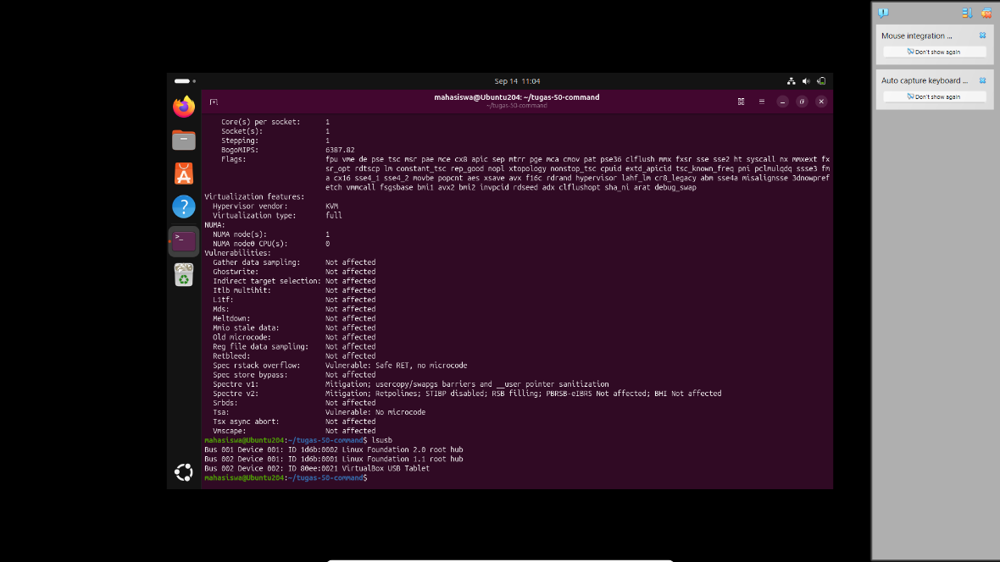 Sep 14 11:04
mahasiswa@Ubuntu204: ~/tugas-50-command
~/tugas-50-command
Core(s) per socket: 1
Socket(s): 1
Stepping: 1
BogoMIPS: 6387.82
Flags: fpu vme de pse tsc msr pae mce cx8 apic sep mtrr pge mca cmov pat pse36 clflush mmx fxsr sse sse2 ht syscall nx mmxext fx
sr_opt rdtscp lm constant_tsc rep_good nopl xtopology nonstop_tsc cpuid extd_apicid tsc_known_freq pni pclmulqdq ssse3 fm
a cx16 sse4_1 sse4_2 movbe popcnt aes xsave avx f16c rdrand hypervisor lahf_lm cr8_legacy abm sse4a misalignsse 3dnowpref
etch vmmcall fsgsbase bmi1 avx2 bmi2 invpcid rdseed adx clflushopt sha_ni arat debug_swap
Virtualization features:
Hypervisor vendor: KVM
Virtualization type: full
NUMA:
NUMA node(s): 1
NUMA node0 CPU(s): 0
Vulnerabilities:
Gather data sampling: Not affected
Ghostwrite: Not affected
Indirect target selection: Not affected
Itlb multihit: Not affected
L1tf: Not affected
Mds: Not affected
Meltdown: Not affected
Mmio stale data: Not affected
Old microcode: Not affected
Reg file data sampling: Not affected
Retbleed: Not affected
Spec rstack overflow: Vulnerable: Safe RET, no microcode
Spec store bypass: Not affected
Spectre v1: Mitigation; usercopy/swapgs barriers and __user pointer sanitization
Spectre v2: Mitigation; Retpolines; STIBP disabled; RSB filling; PBRSB-eIBRS Not affected; BHI Not affected
Srbds: Not affected
Tsa: Vulnerable: No microcode
Tsx async abort: Not affected
Vmscape: Not affected
mahasiswa@Ubuntu204:~/tugas-50-command$ lsusb
Bus 001 Device 001: ID 1d6b:0002 Linux Foundation 2.0 root hub
Bus 002 Device 001: ID 1d6b:0001 Linux Foundation 1.1 root hub
Bus 002 Device 002: ID 80ee:0021 VirtualBox USB Tablet
mahasiswa@Ubuntu204:~/tugas-50-command$
Mouse integration ...
Don't show again
Auto capture keyboard ...
Don't show again